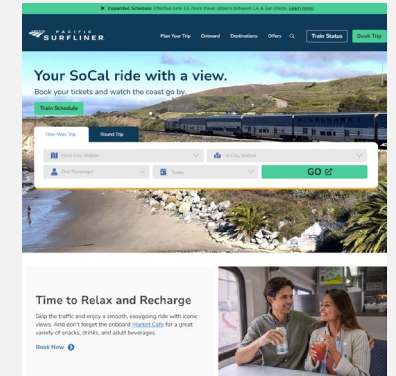 Expanded Schedule: Effective June 10, more travel options between LA & San Diego. Learn more.
PACIFIC
SURFLINER
Plan Your Trip Onboard Destinations Offers Train Status Book Trip
Your SoCal ride with a view.
Book your tickets and watch the coast go by.
Train Schedule
One-Way Trip Round Trip
From City, Station To City, Station
One Passenger Today GO
Time to Relax and Recharge
Skip the traffic and enjoy a smooth, easygoing ride with iconic
views. And don't forget the onboard Market Cafe for a great
variety of snacks, drinks, and adult beverages.
Book Now